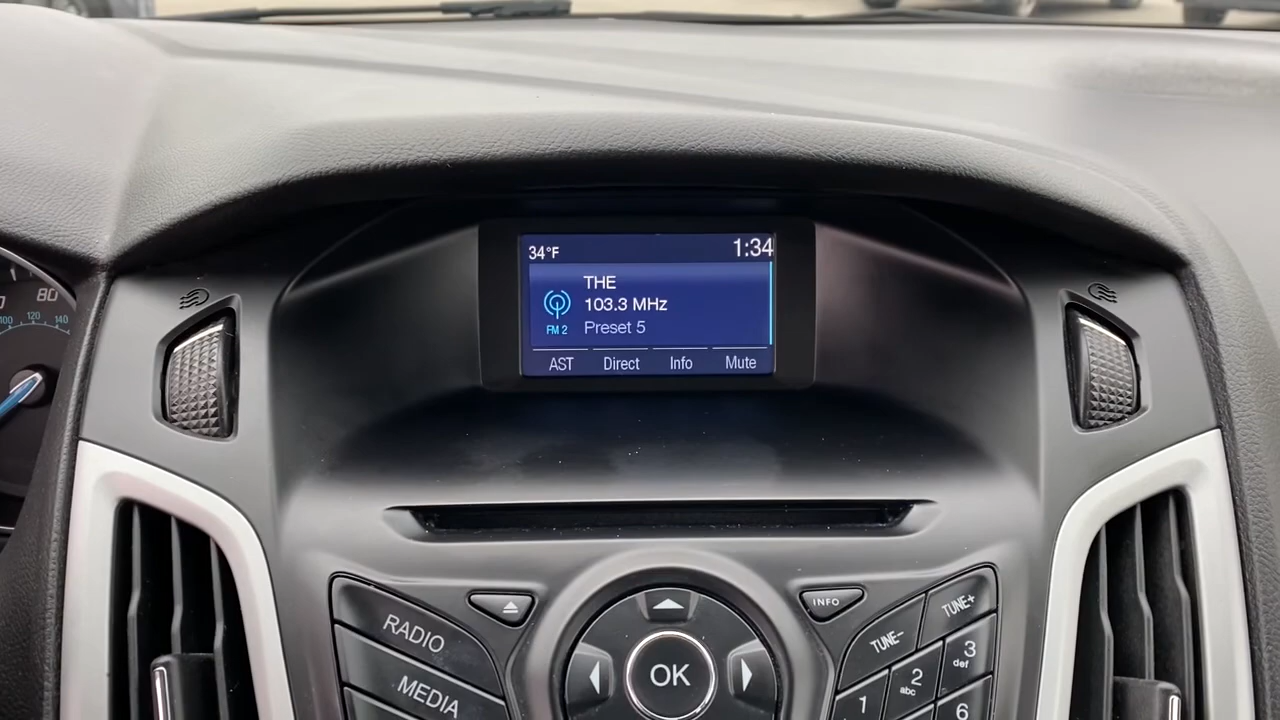 34°F 1:34
THE
103.3 MHz
FM 2 Preset 5
AST Direct Info Mute
80
100 120 140
RADIO
MEDIA
INFO
TUNE- TUNE+
OK
1 2 abc 3 def
6